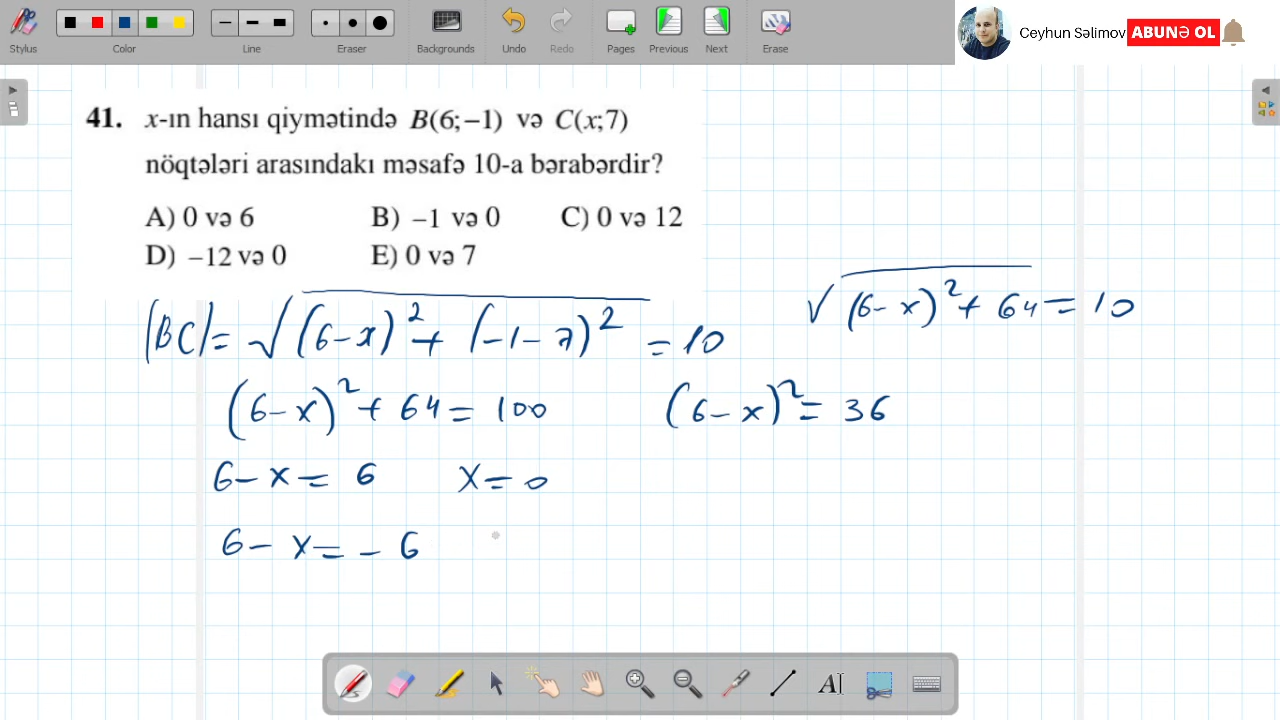 Stylus
Color
Line
Eraser
Backgrounds
Undo
Redo
Pages
Previous
Next
Erase
Ceyhun Səlimov ABUNƏ OL
41. x-ın hansı qiymətində B(6;−1) və C(x;7)
nöqtələri arasındakı məsafə 10-a bərabərdir?
A) 0 və 6 B) −1 və 0 C) 0 və 12
D) −12 və 0 E) 0 və 7
|BC| = √(6−x)² + (−1−7)² = 10
√(6−x)² + 64 = 10
(6−x)² + 64 = 100 (6−x)² = 36
6−x = 6 x = 0
6−x = −6